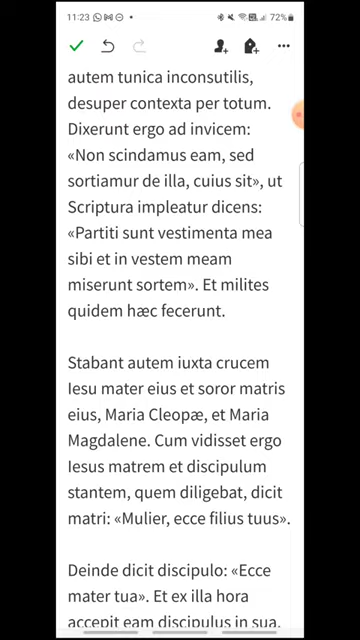 11:23
72%
autem tunica inconsutilis,
desuper contexta per totum.
Dixerunt ergo ad invicem:
«Non scindamus eam, sed
sortiamur de illa, cuius sit», ut
Scriptura impleatur dicens:
«Partiti sunt vestimenta mea
sibi et in vestem meam
miserunt sortem». Et milites
quidem hæc fecerunt.
Stabant autem iuxta crucem
Iesu mater eius et soror matris
eius, Maria Cleopæ, et Maria
Magdalene. Cum vidisset ergo
Iesus matrem et discipulum
stantem, quem diligebat, dicit
matri: «Mulier, ecce filius tuus».
Deinde dicit discipulo: «Ecce
mater tua». Et ex illa hora
accepit eam discipulus in sua.